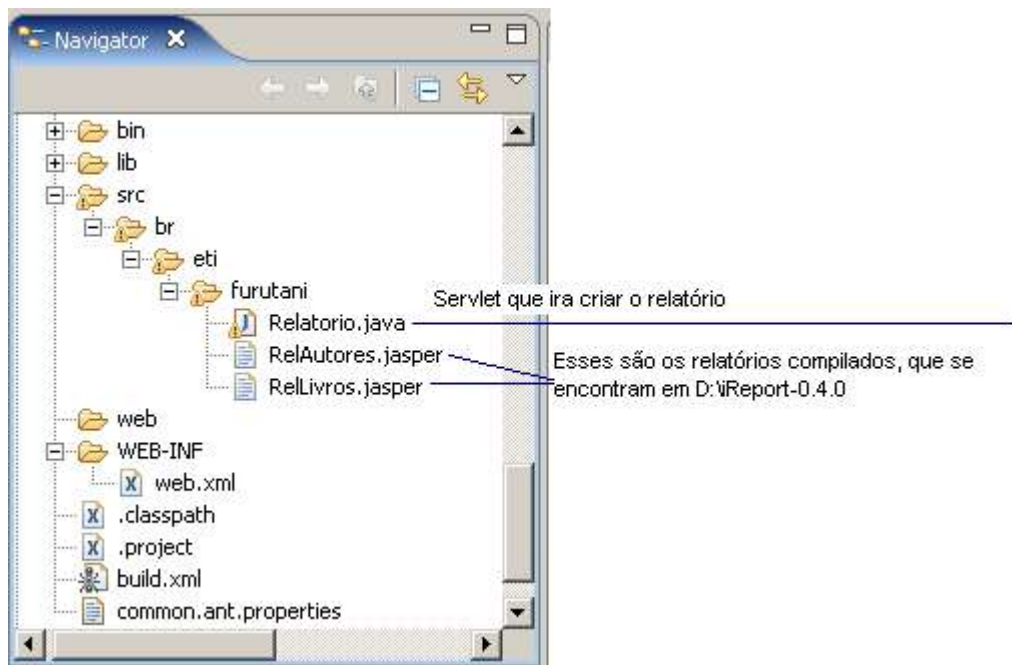 Navigator
bin
lib
src
br
eti
furutani
Servlet que ira criar o relatório
Relatorio.java
RelAutores.jasper
Esses são os relatórios compilados, que se
RelLivros.jasper
encontram em D:\iReport-0.4.0
web
WEB-INF
web.xml
.classpath
.project
build.xml
common.ant.properties